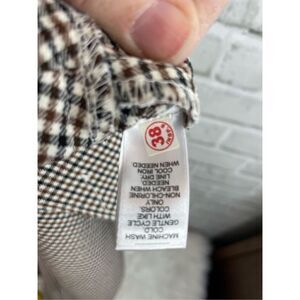 MACHINE WASH
COLD.
GENTLE CYCLE
WITH LIKE
COLORS.
ONLY
NON-CHLORINE
BLEACH WHEN
NEEDED.
LINE DRY.
COOL IRON
WHEN NEEDED.
38